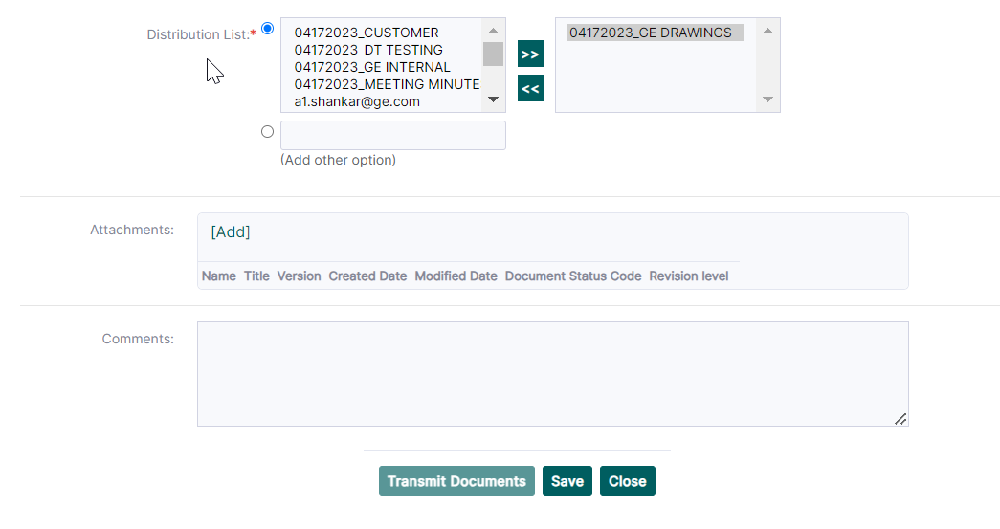 Distribution List:*
04172023_CUSTOMER
04172023_DT TESTING
04172023_GE INTERNAL
04172023_MEETING MINUTE
a1.shankar@ge.com
>>
<<
04172023_GE DRAWINGS
(Add other option)
Attachments:
[Add]
Name Title Version Created Date Modified Date Document Status Code Revision level
Comments:
Transmit Documents Save Close